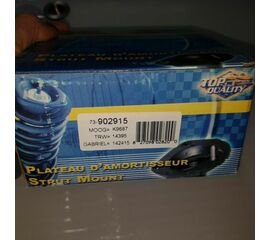 TOP
QUALITY
73-902915
MOOG= K9687
TRW= 14395
GABRIEL= 142415
PLATEAU D'AMORTISSEUR
STRUT MOUNT